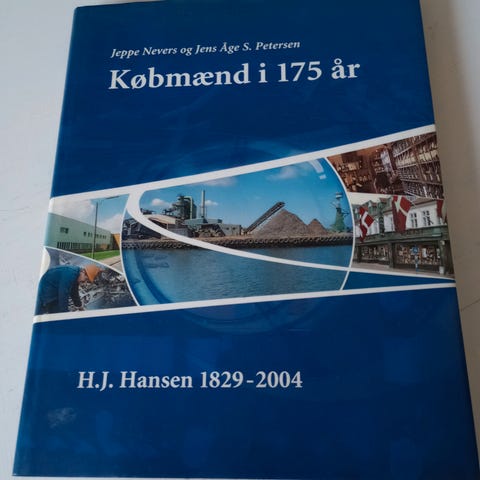 Jeppe Nevers og Jens Åge S. Petersen
Købmænd i 175 år
H.J. Hansen 1829-2004